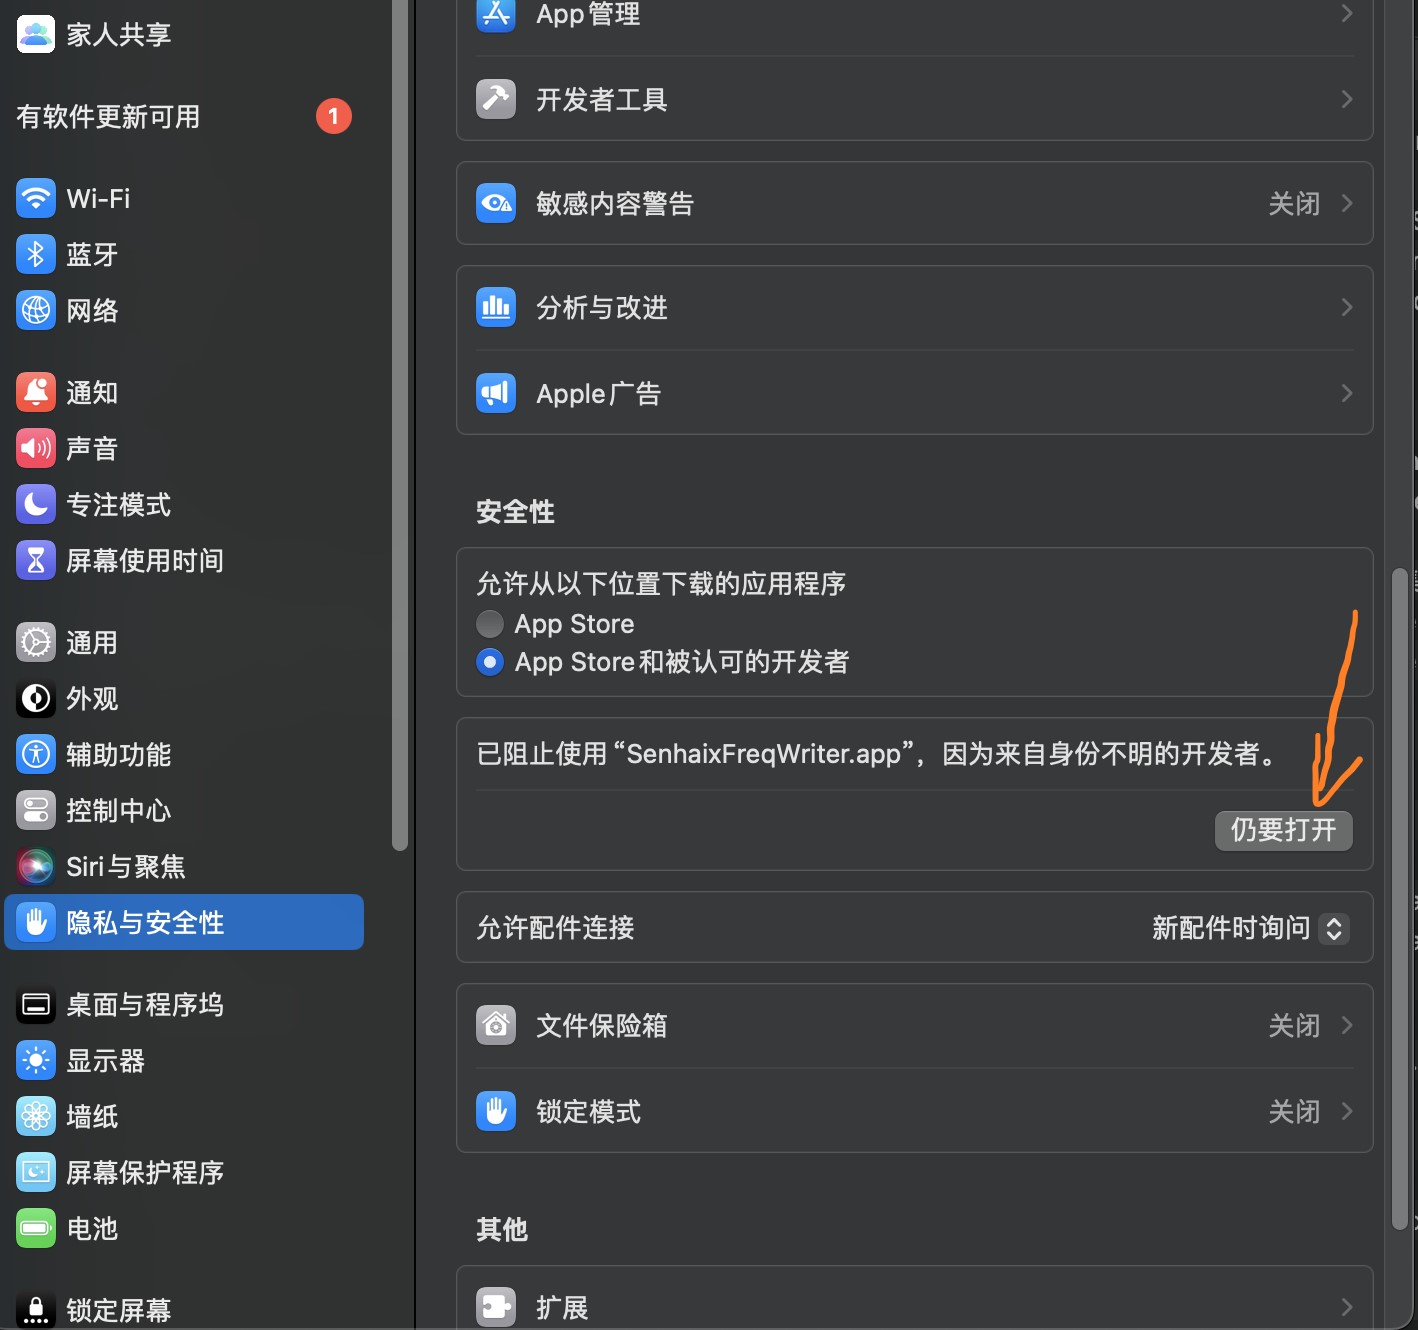 家人共享
有软件更新可用
1
Wi-Fi
蓝牙
网络
通知
声音
专注模式
屏幕使用时间
通用
外观
辅助功能
控制中心
Siri与聚焦
隐私与安全性
桌面与程序坞
显示器
墙纸
屏幕保护程序
电池
锁定屏幕
App管理
开发者工具
敏感内容警告 关闭
分析与改进
Apple广告
安全性
允许从以下位置下载的应用程序
App Store
App Store和被认可的开发者
已阻止使用“SenhaixFreqWriter.app”，因为来自身份不明的开发者。
仍要打开
允许配件连接 新配件时询问
文件保险箱 关闭
锁定模式 关闭
其他
扩展